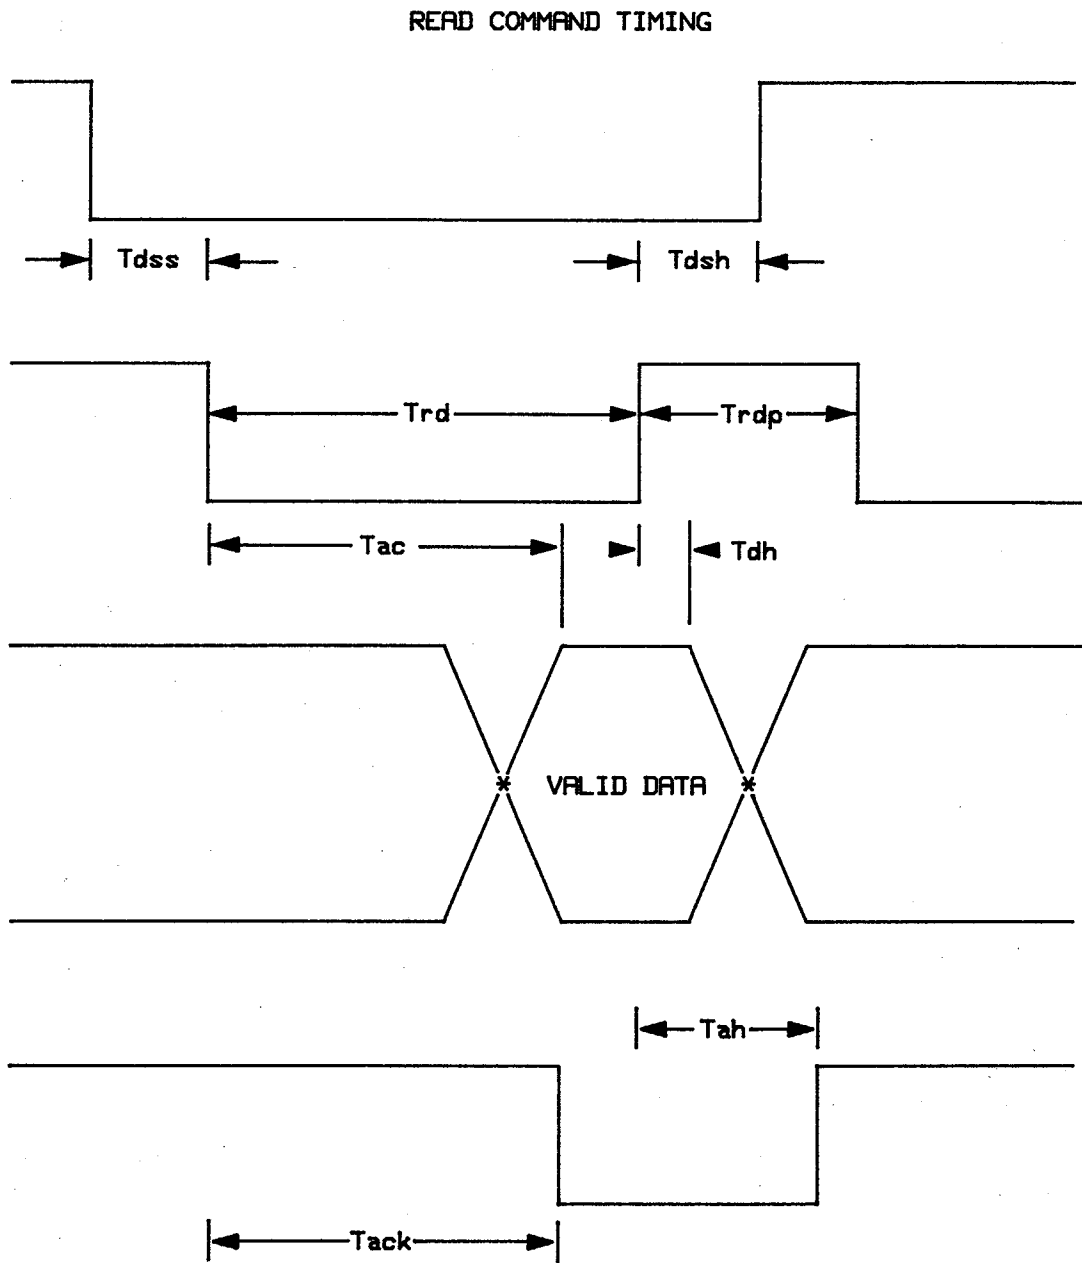 READ COMMAND TIMING
Tdss
Tdsh
Trd
Trdp
Tac
Tdh
* VALID DATA *
Tah
Tack